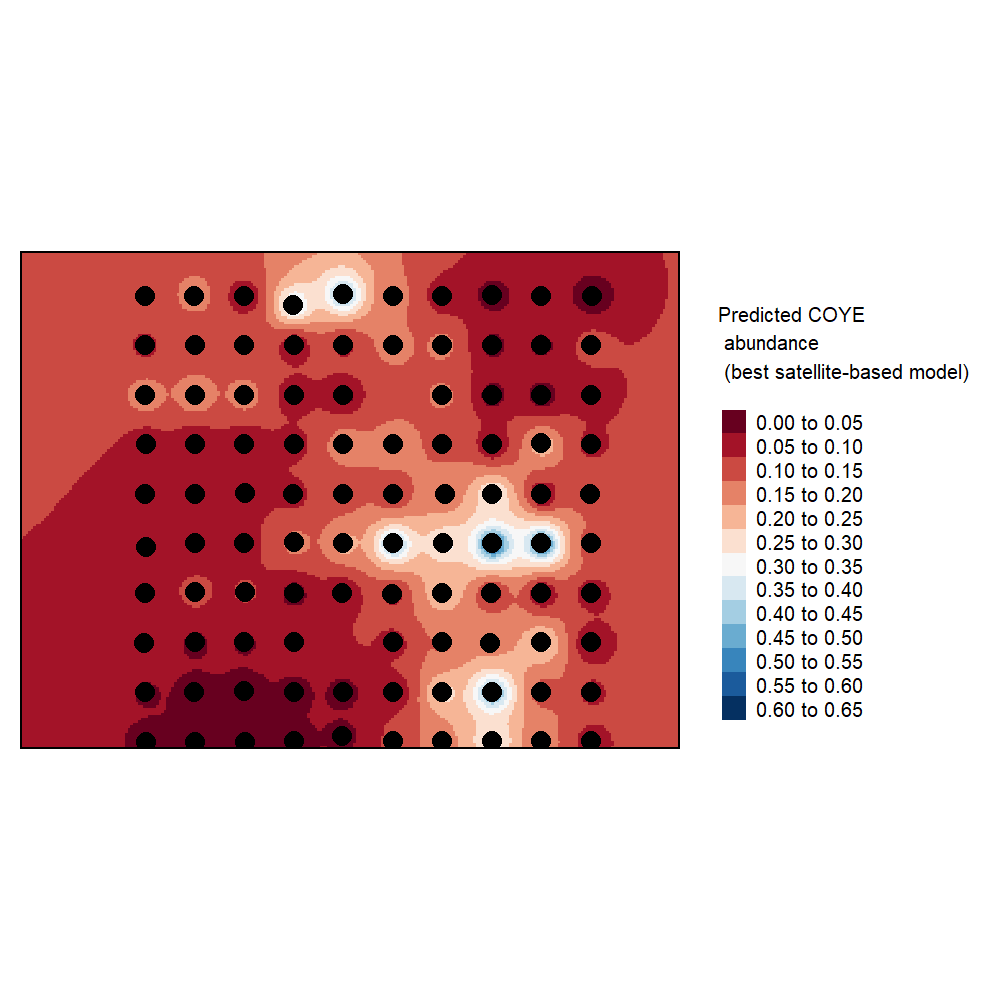 Predicted COYE
abundance
(best satellite-based model)
0.00 to 0.05
0.05 to 0.10
0.10 to 0.15
0.15 to 0.20
0.20 to 0.25
0.25 to 0.30
0.30 to 0.35
0.35 to 0.40
0.40 to 0.45
0.45 to 0.50
0.50 to 0.55
0.55 to 0.60
0.60 to 0.65